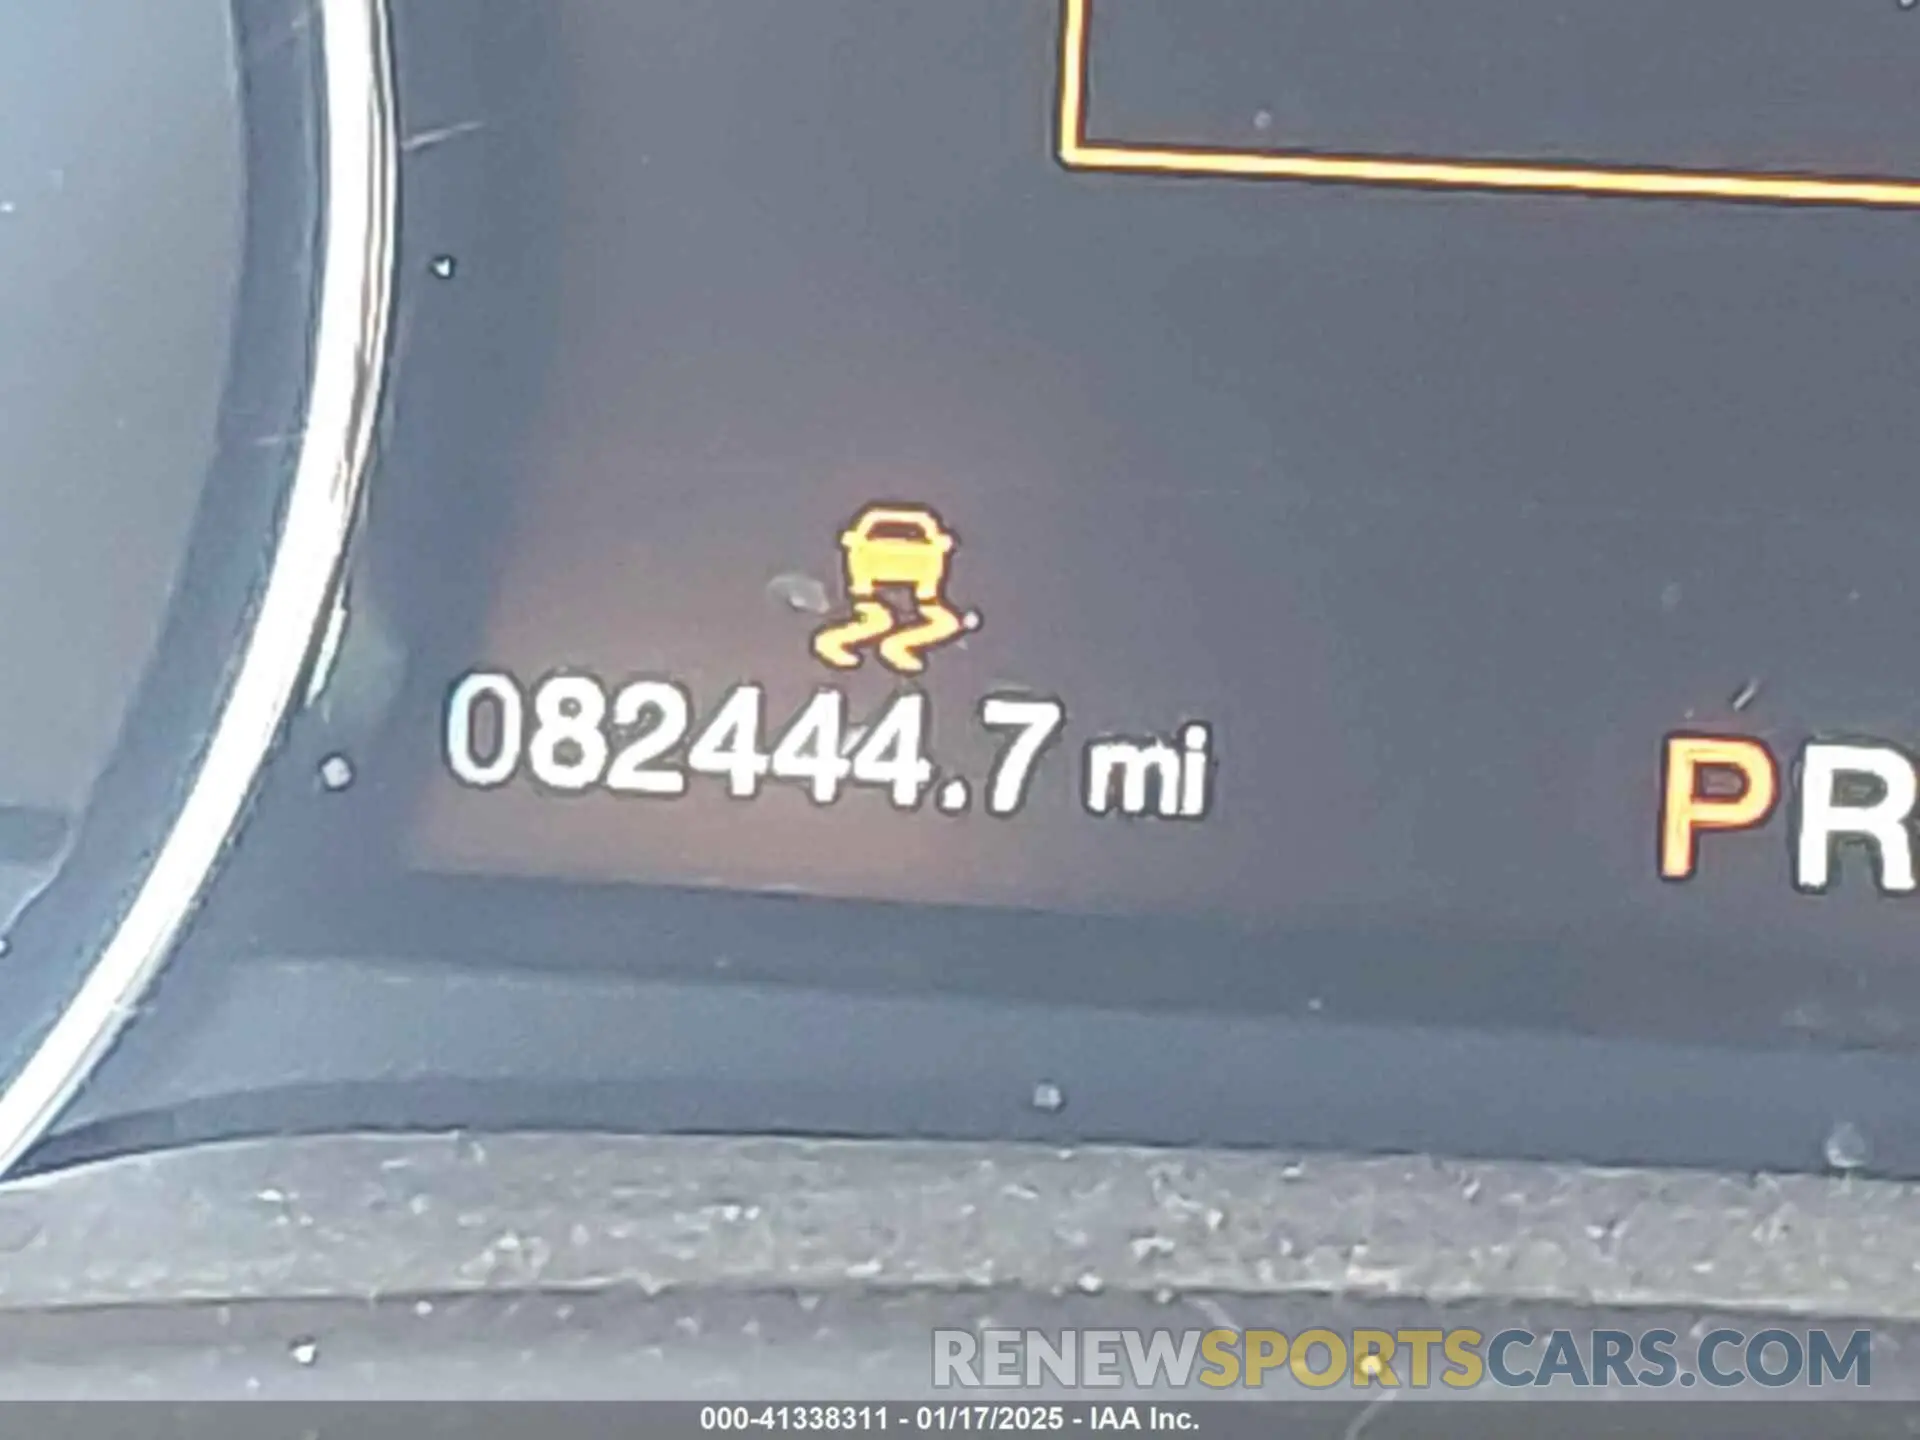 082444.7 mi
PR
RENEWSPORTSCARS.COM
000-41338311 - 01/17/2025 - IAA Inc.